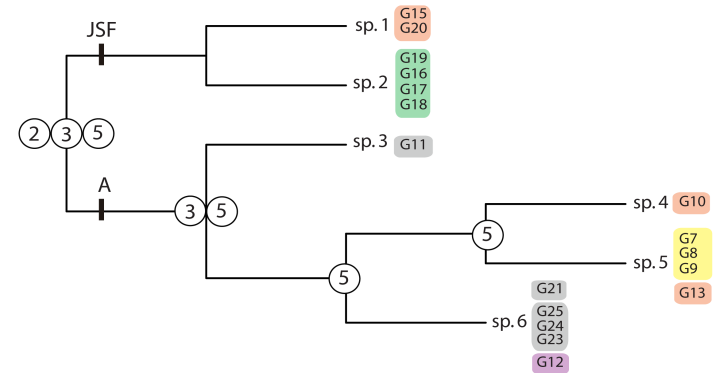 JSF
sp. 1
G15
G20
sp. 2
G19
G16
G17
G18
2 3 5
sp. 3
G11
A
3 5
sp. 4
G10
5
sp. 5
G7
G8
G9
G13
5
G21
sp. 6
G25
G24
G23
G12